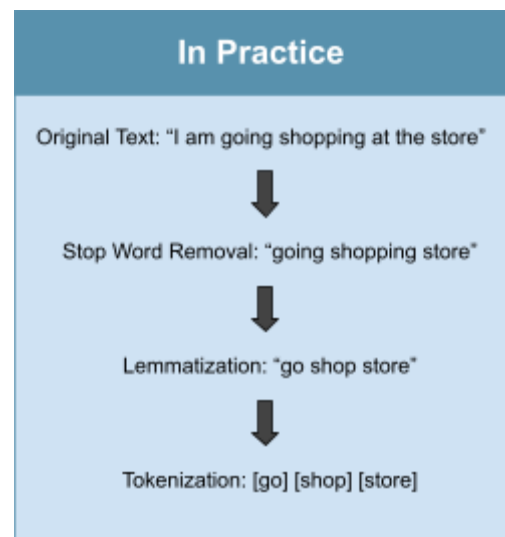 In Practice
Original Text: “I am going shopping at the store”
Stop Word Removal: “going shopping store”
Lemmatization: “go shop store”
Tokenization: [go] [shop] [store]